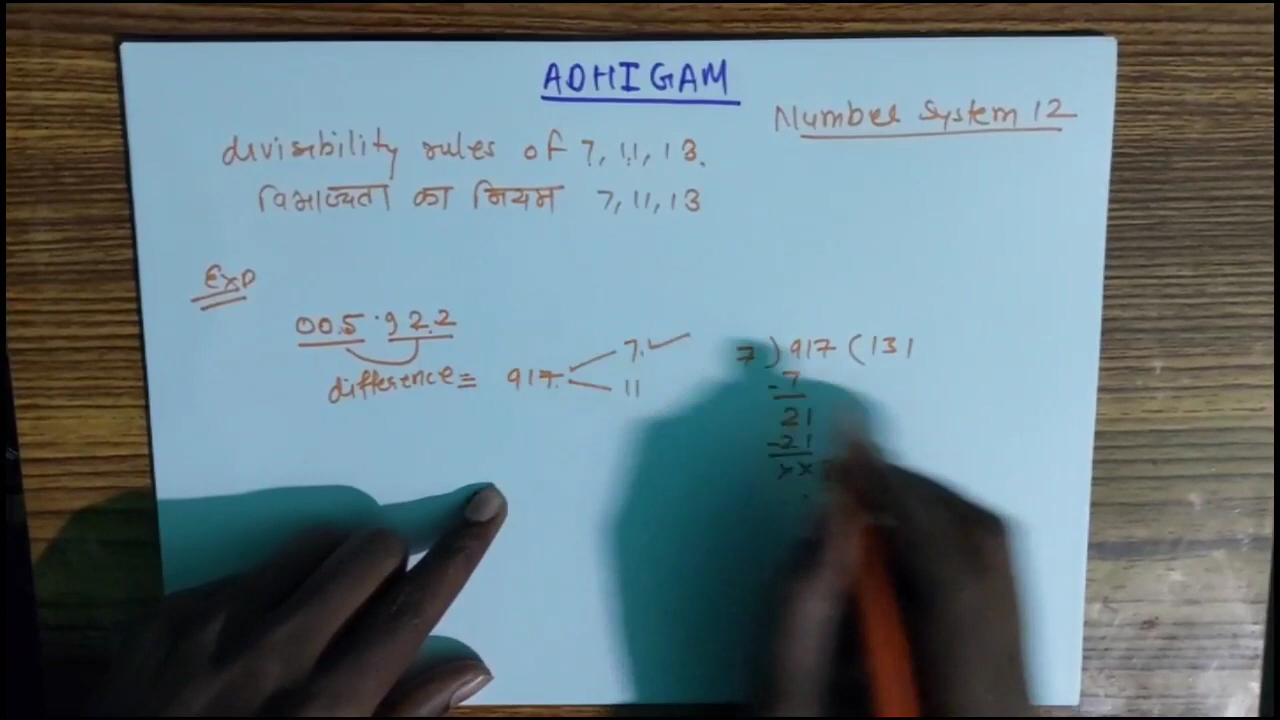 ADHIGAM
Number System 12
divisibility rules of 7, 11, 13.
विभाज्यता का नियम 7, 11, 13
Exp
005.922
difference = 917
7 ✓
11
7 ) 917 ( 131
- 7
21
- 21
x x